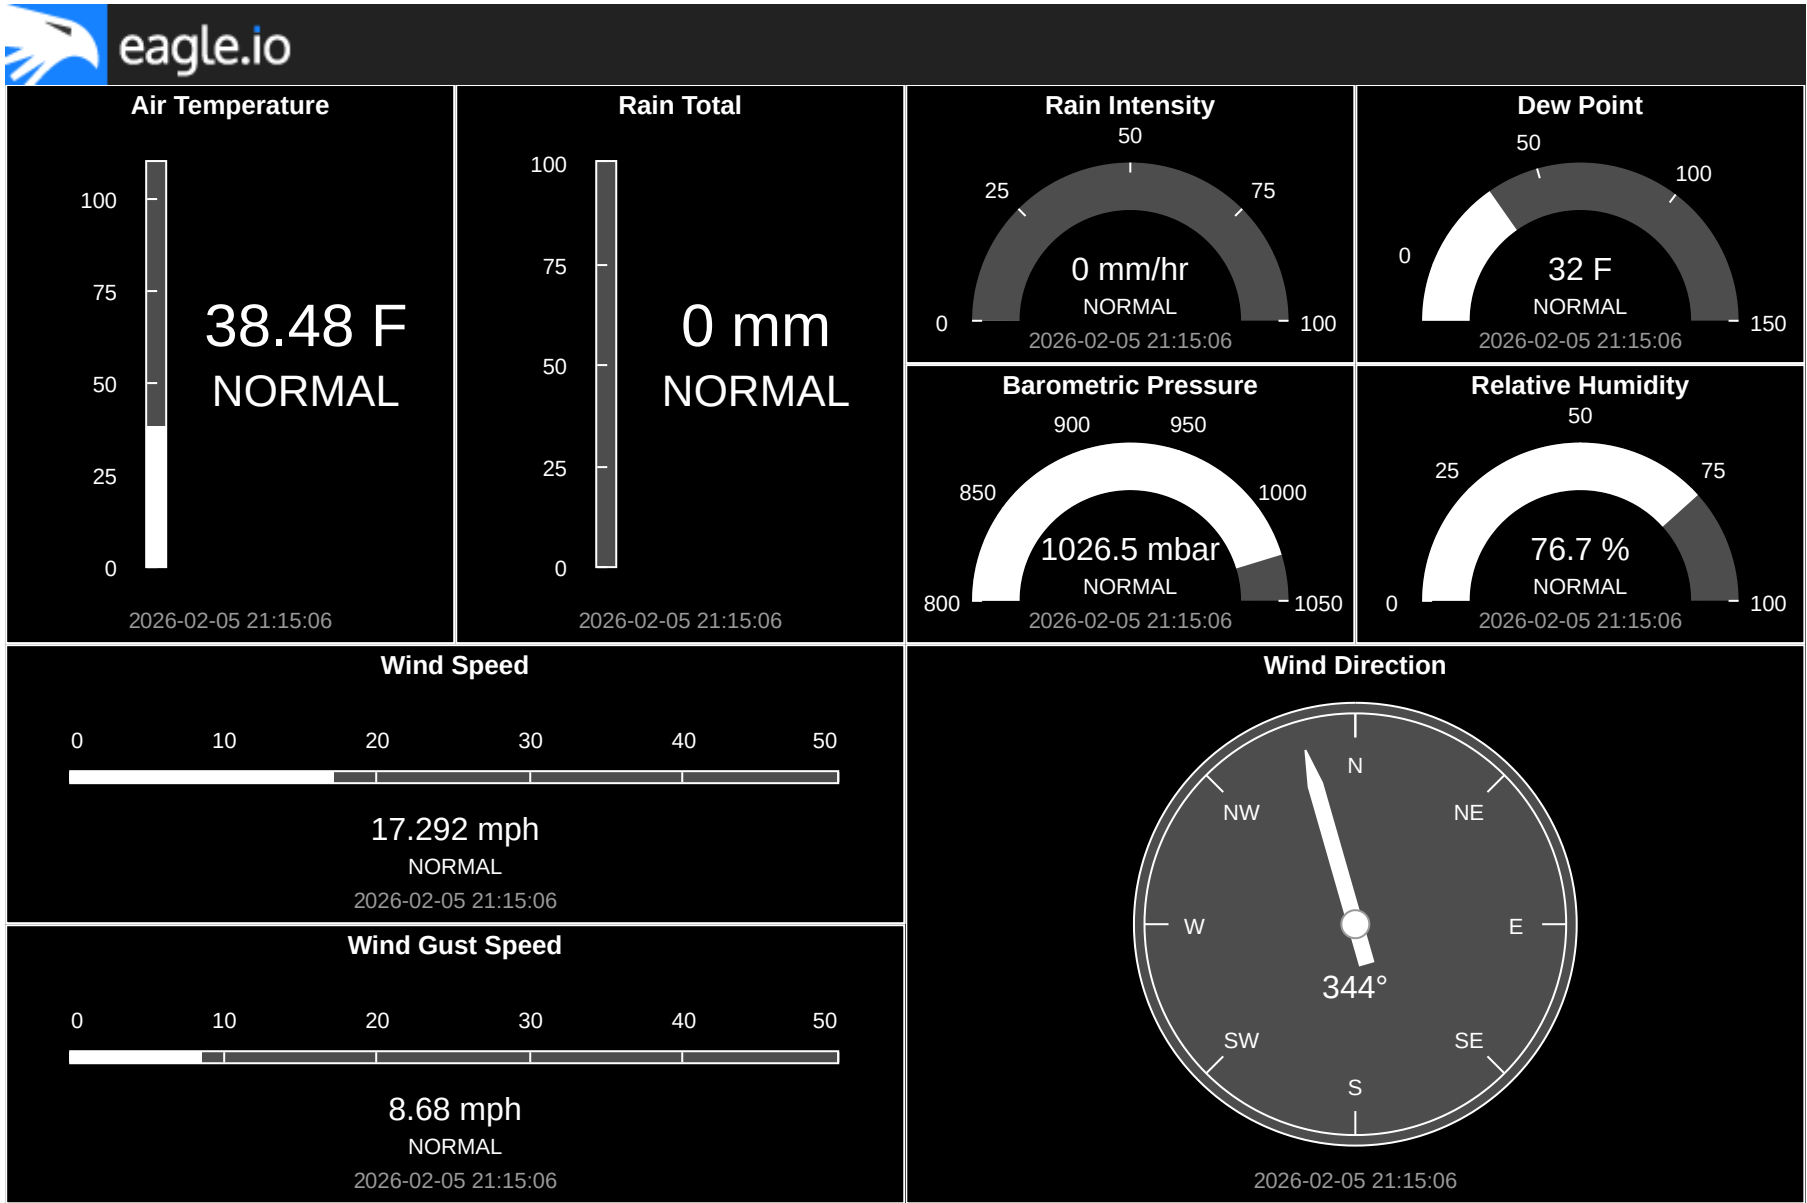 eagle.io
Air Temperature
100
75
50
25
0
38.48 F
NORMAL
2026-02-05 21:15:06
Rain Total
100
75
50
25
0
0 mm
NORMAL
2026-02-05 21:15:06
Rain Intensity
0
25
50
75
100
0 mm/hr
NORMAL
2026-02-05 21:15:06
Dew Point
0
50
100
150
32 F
NORMAL
2026-02-05 21:15:06
Barometric Pressure
800
850
900
950
1000
1050
1026.5 mbar
NORMAL
2026-02-05 21:15:06
Relative Humidity
0
25
50
75
100
76.7 %
NORMAL
2026-02-05 21:15:06
Wind Speed
0 10 20 30 40 50
17.292 mph
NORMAL
2026-02-05 21:15:06
Wind Gust Speed
0 10 20 30 40 50
8.68 mph
NORMAL
2026-02-05 21:15:06
Wind Direction
N
NW NE
W E
344°
SW SE
S
2026-02-05 21:15:06